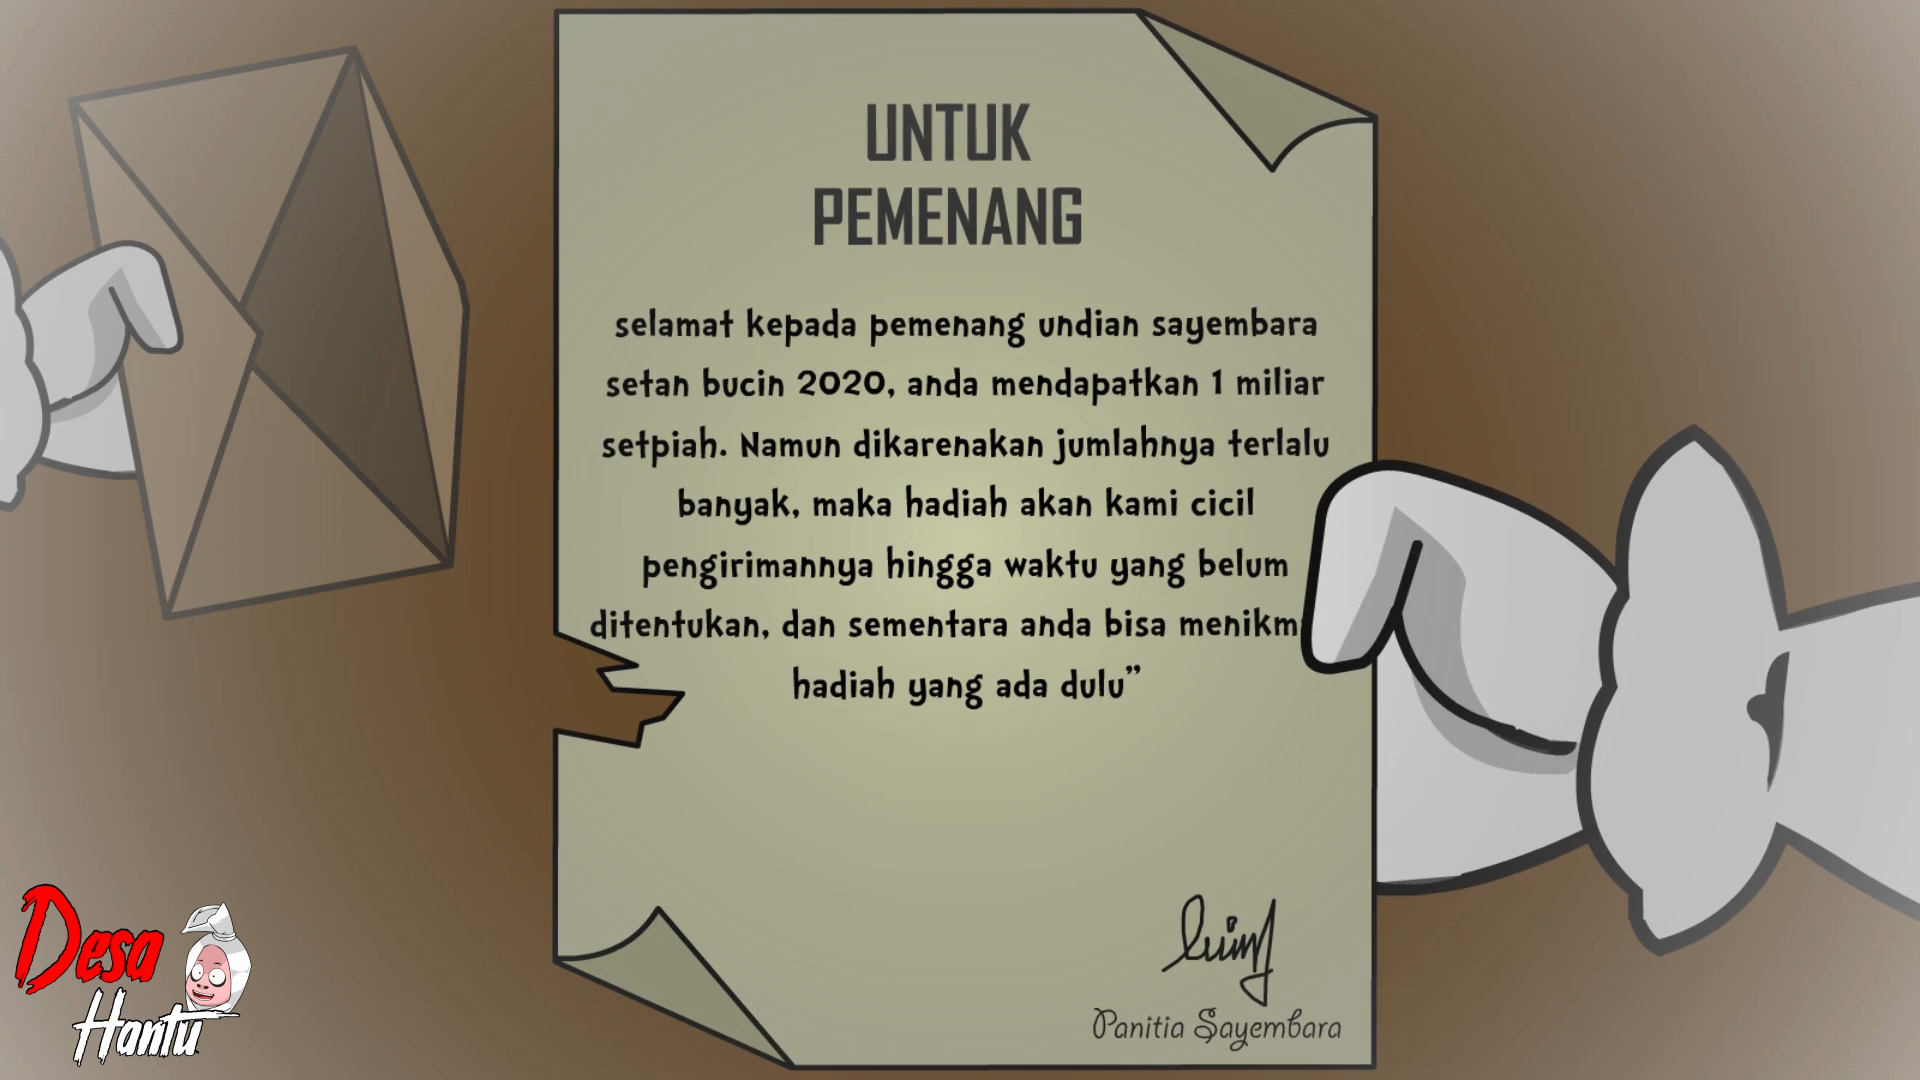 UNTUK
PEMENANG
selamat kepada pemenang undian sayembara
setan bucin 2020, anda mendapatkan 1 miliar
setpiah. Namun dikarenakan jumlahnya terlalu
banyak, maka hadiah akan kami cicil
pengirimannya hingga waktu yang belum
ditentukan, dan sementara anda bisa
hadiah yang ada dulu”
Panitia Sayembara
Desa
Hantu